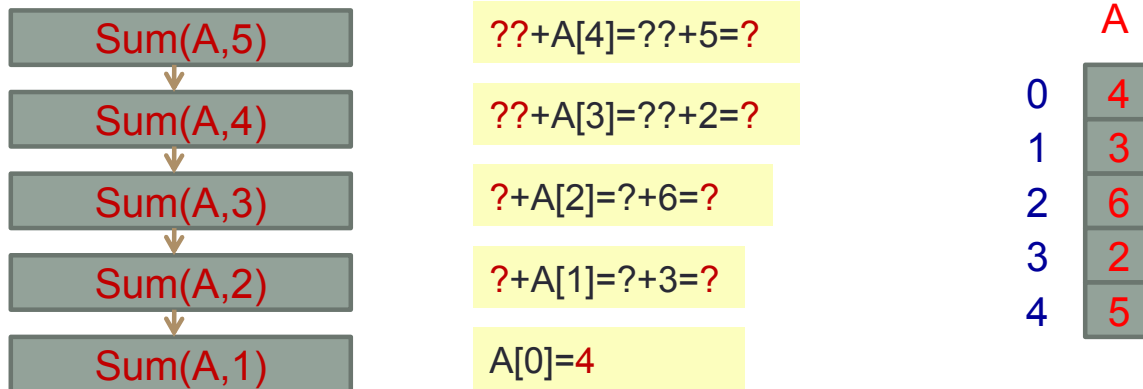 Sum(A,5)
??+A[4]=??+5=?
Sum(A,4)
??+A[3]=??+2=?
Sum(A,3)
?+A[2]=?+6=?
Sum(A,2)
?+A[1]=?+3=?
Sum(A,1)
A[0]=4
A
0 4
1 3
2 6
3 2
4 5